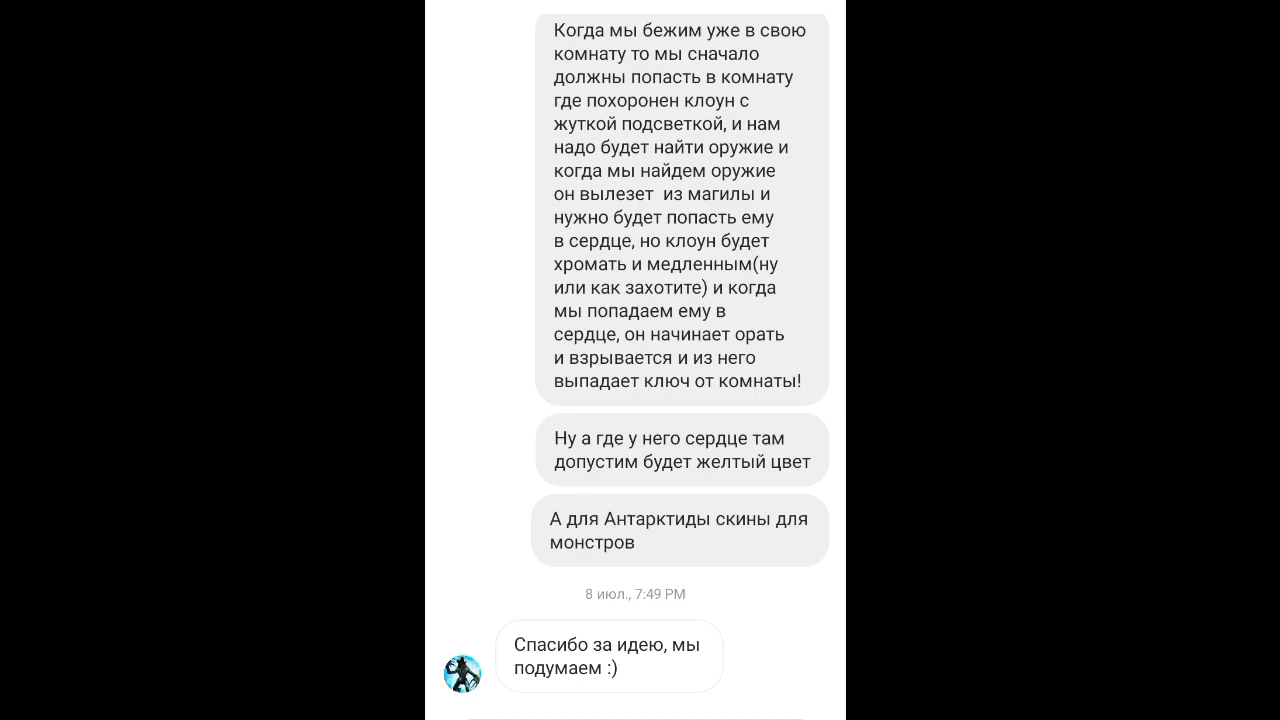 Когда мы бежим уже в свою
комнату то мы сначало
должны попасть в комнату
где похоронен клоун с
жуткой подсветкой, и нам
надо будет найти оружие и
когда мы найдем оружие
он вылезет из магилы и
нужно будет попасть ему
в сердце, но клоун будет
хромать и медленным(ну
или как захотите) и когда
мы попадаем ему в
сердце, он начинает орать
и взрывается и из него
выпадает ключ от комнаты!
Ну а где у него сердце там
допустим будет желтый цвет
А для Антарктиды скины для
монстров
8 июл., 7:49 PM
Спасибо за идею, мы
подумаем :)